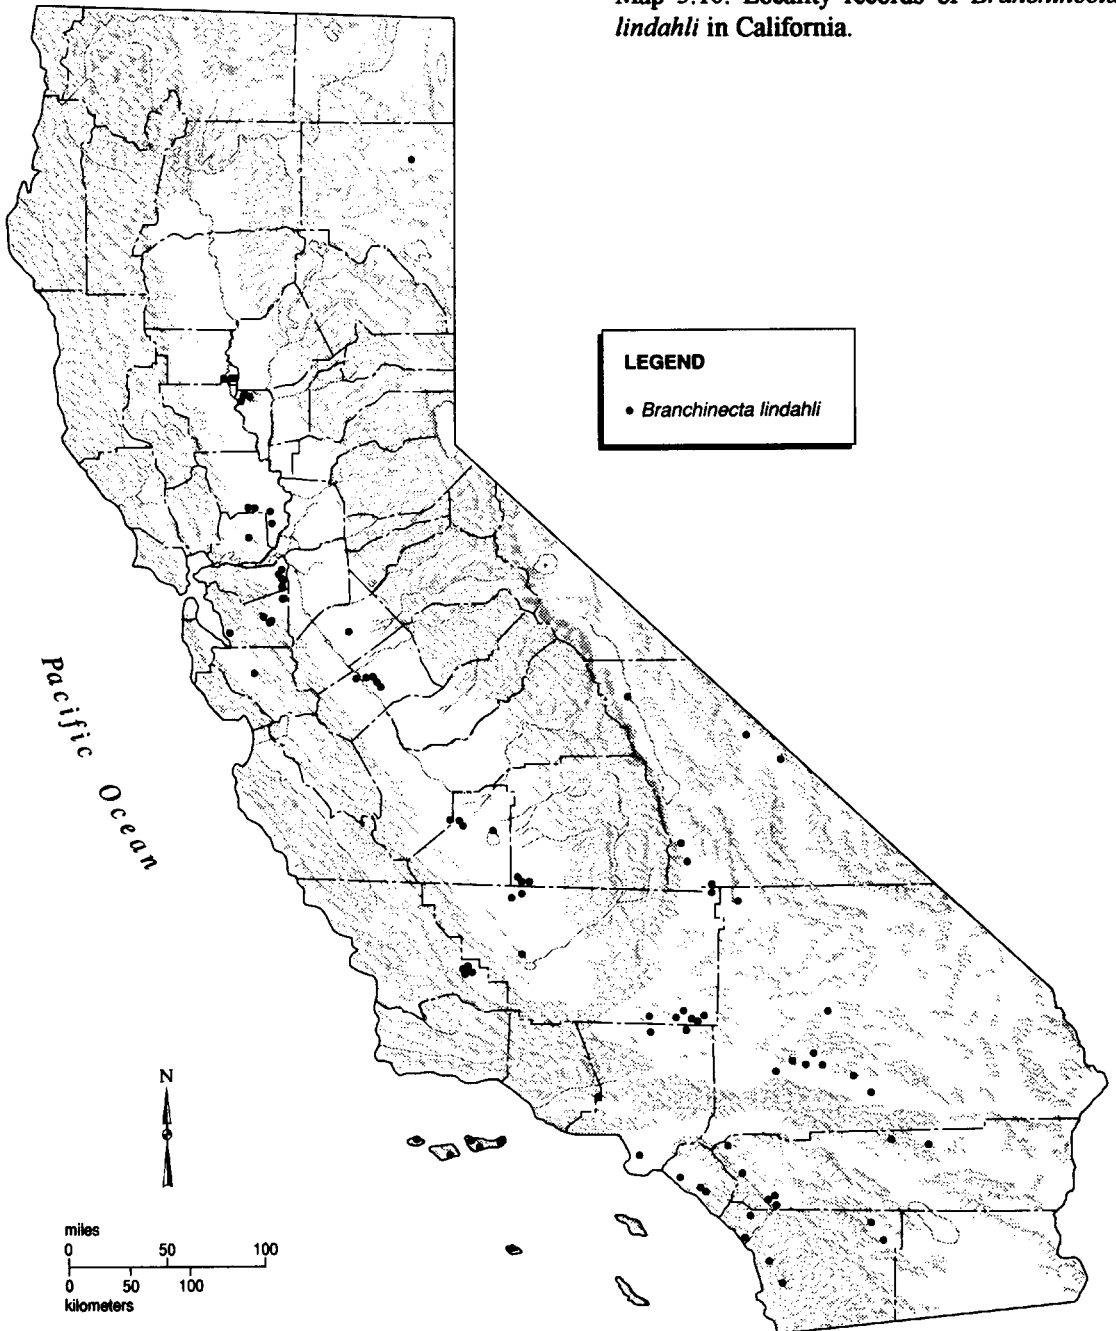 lindahli in California.
LEGEND
• Branchinecta lindahli
Pacific Ocean
N
miles
0 50 100
0 50 100
kilometers